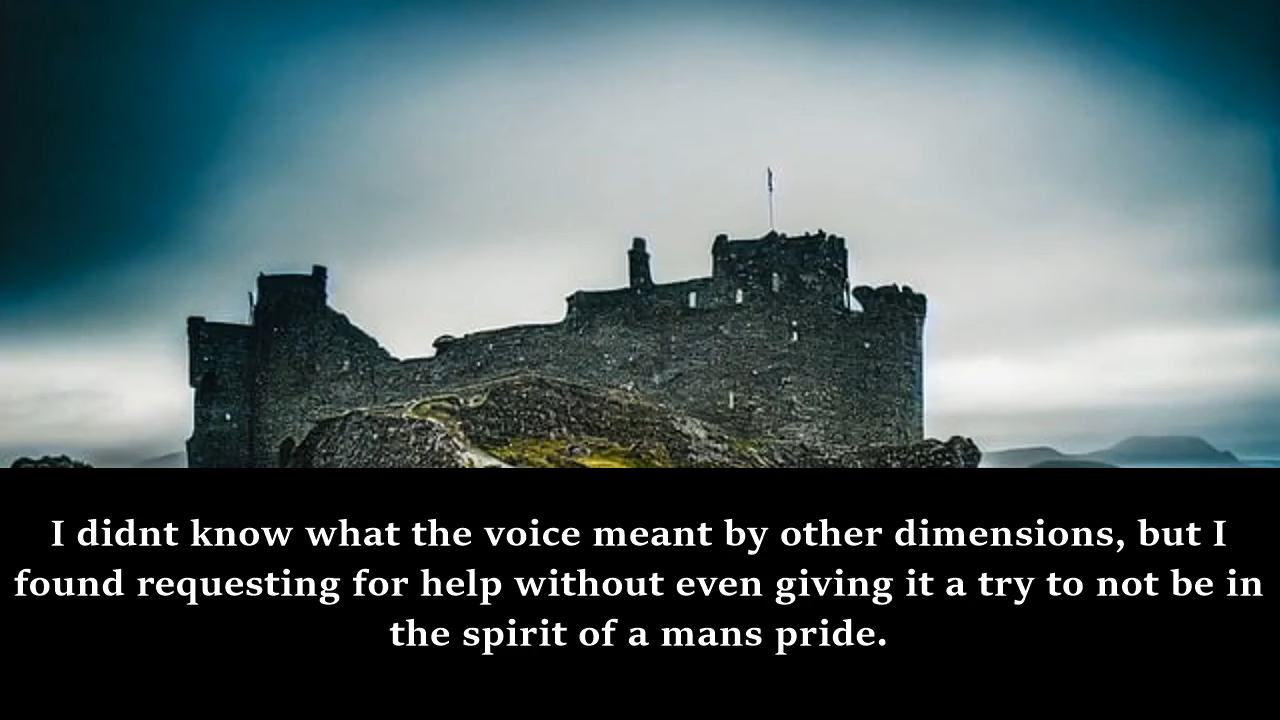 I didnt know what the voice meant by other dimensions, but I
found requesting for help without even giving it a try to not be in
the spirit of a mans pride.